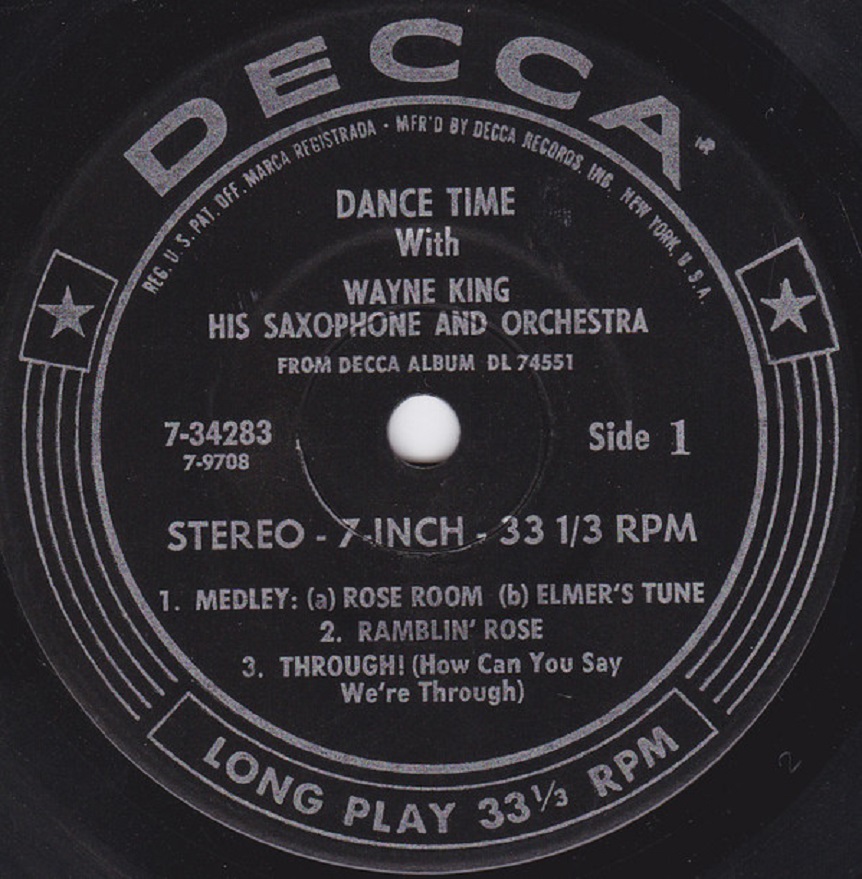 DECCA
REG. U.S. PAT. OFF. MARCA REGISTRADA • MFR'D BY DECCA RECORDS, INC. NEW YORK, U.S.A.
DANCE TIME
With
WAYNE KING
HIS SAXOPHONE AND ORCHESTRA
FROM DECCA ALBUM DL 74551
7-34283
7-9708
Side 1
STEREO - 7-INCH - 33 1/3 RPM
1. MEDLEY: (a) ROSE ROOM (b) ELMER'S TUNE
2. RAMBLIN' ROSE
3. THROUGH! (How Can You Say
We're Through)
LONG PLAY 33⅓ RPM
2